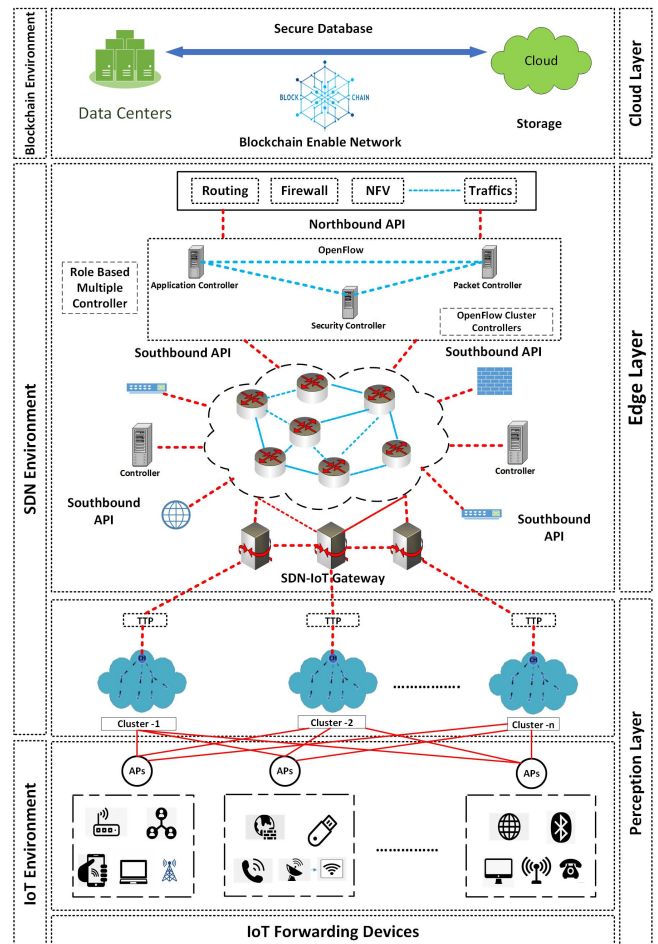 Blockchain Environment
Secure Database
Cloud
BLOCK CHAIN
Data Centers
Storage
Blockchain Enable Network
Cloud Layer
SDN Environment
Routing
Firewall
NFV
Traffics
Northbound API
OpenFlow
Role Based
Multiple
Controller
Application Controller
Packet Controller
Security Controller
OpenFlow Cluster
Controllers
Southbound API
Southbound API
Controller
Controller
Southbound
API
Southbound
API
SDN-IoT Gateway
Edge Layer
TTP
TTP
TTP
CH
CH
CH
Cluster -1
Cluster -2
Cluster -n
IoT Environment
APs
APs
APs
Perception Layer
IoT Forwarding Devices